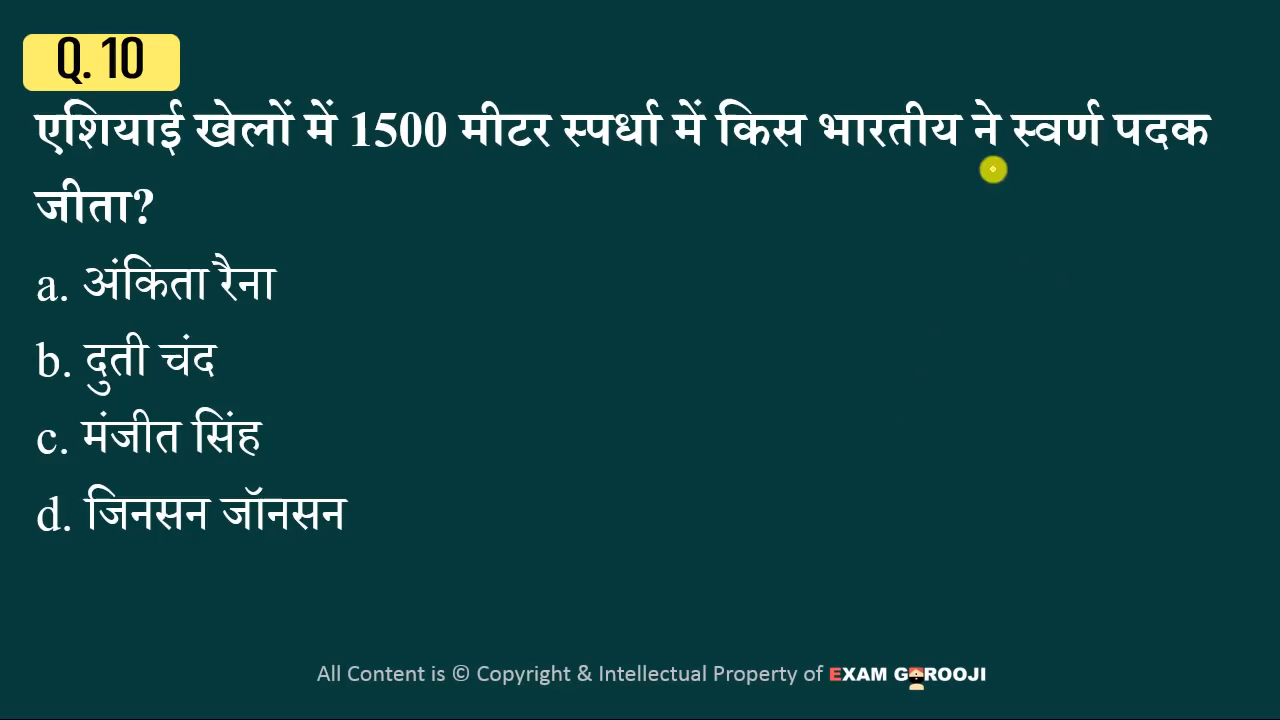 Q. 10
एशियाई खेलों में 1500 मीटर स्पर्धा में किस भारतीय ने स्वर्ण पदक
जीता?
a. अंकिता रैना
b. दुती चंद
c. मंजीत सिंह
d. जिनसन जॉनसन
All Content is © Copyright & Intellectual Property of EXAM GUROOJI